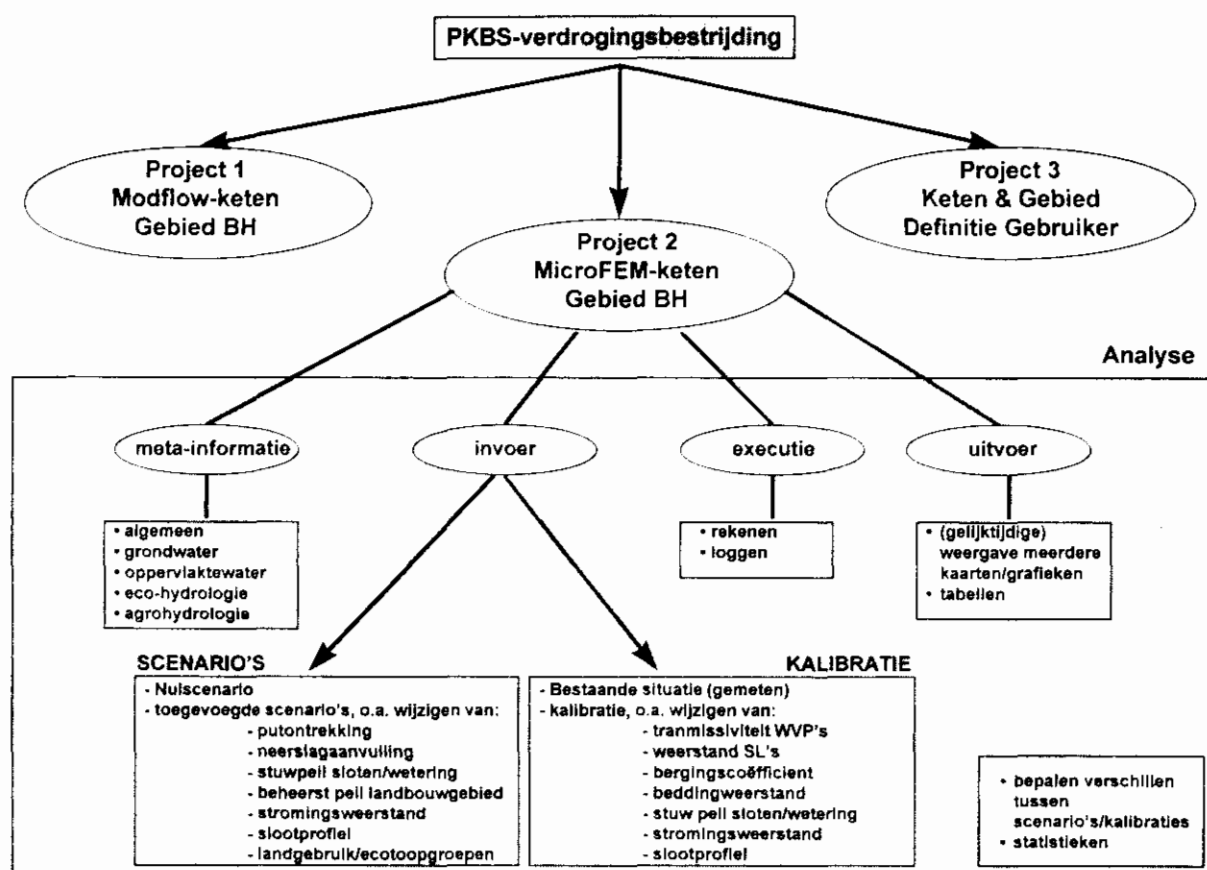 PKBS-verdrogingsbestrijding
Project 1
Modflow-keten
Gebied BH
Project 2
MicroFEM-keten
Gebied BH
Project 3
Keten & Gebied
Definitie Gebruiker
Analyse
meta-informatie
invoer
executie
uitvoer
• algemeen
• grondwater
• oppervlaktewater
• eco-hydrologie
• agrohydrologie
• rekenen
• loggen
• (gelijktijdige)
weergave meerdere
kaarten/grafieken
• tabellen
SCENARIO'S
- Nulscenario
- toegevoegde scenario's, o.a. wijzigen van:
- putontrekking
- neerslagaanvulling
- stuwpeil sloten/wetering
- beheerst peil landbouwgebied
- stromingsweerstand
- slootprofiel
- landgebruik/ecotoopgroepen
KALIBRATIE
- Bestaande situatie (gemeten)
- kalibratie, o.a. wijzigen van:
- tranmissiviteit WVP's
- weerstand SL's
- bergingscoëfficient
- beddingweerstand
- stuw peil sloten/wetering
- stromingsweerstand
- slootprofiel
• bepalen verschillen
tussen
scenario's/kalibraties
• statistieken